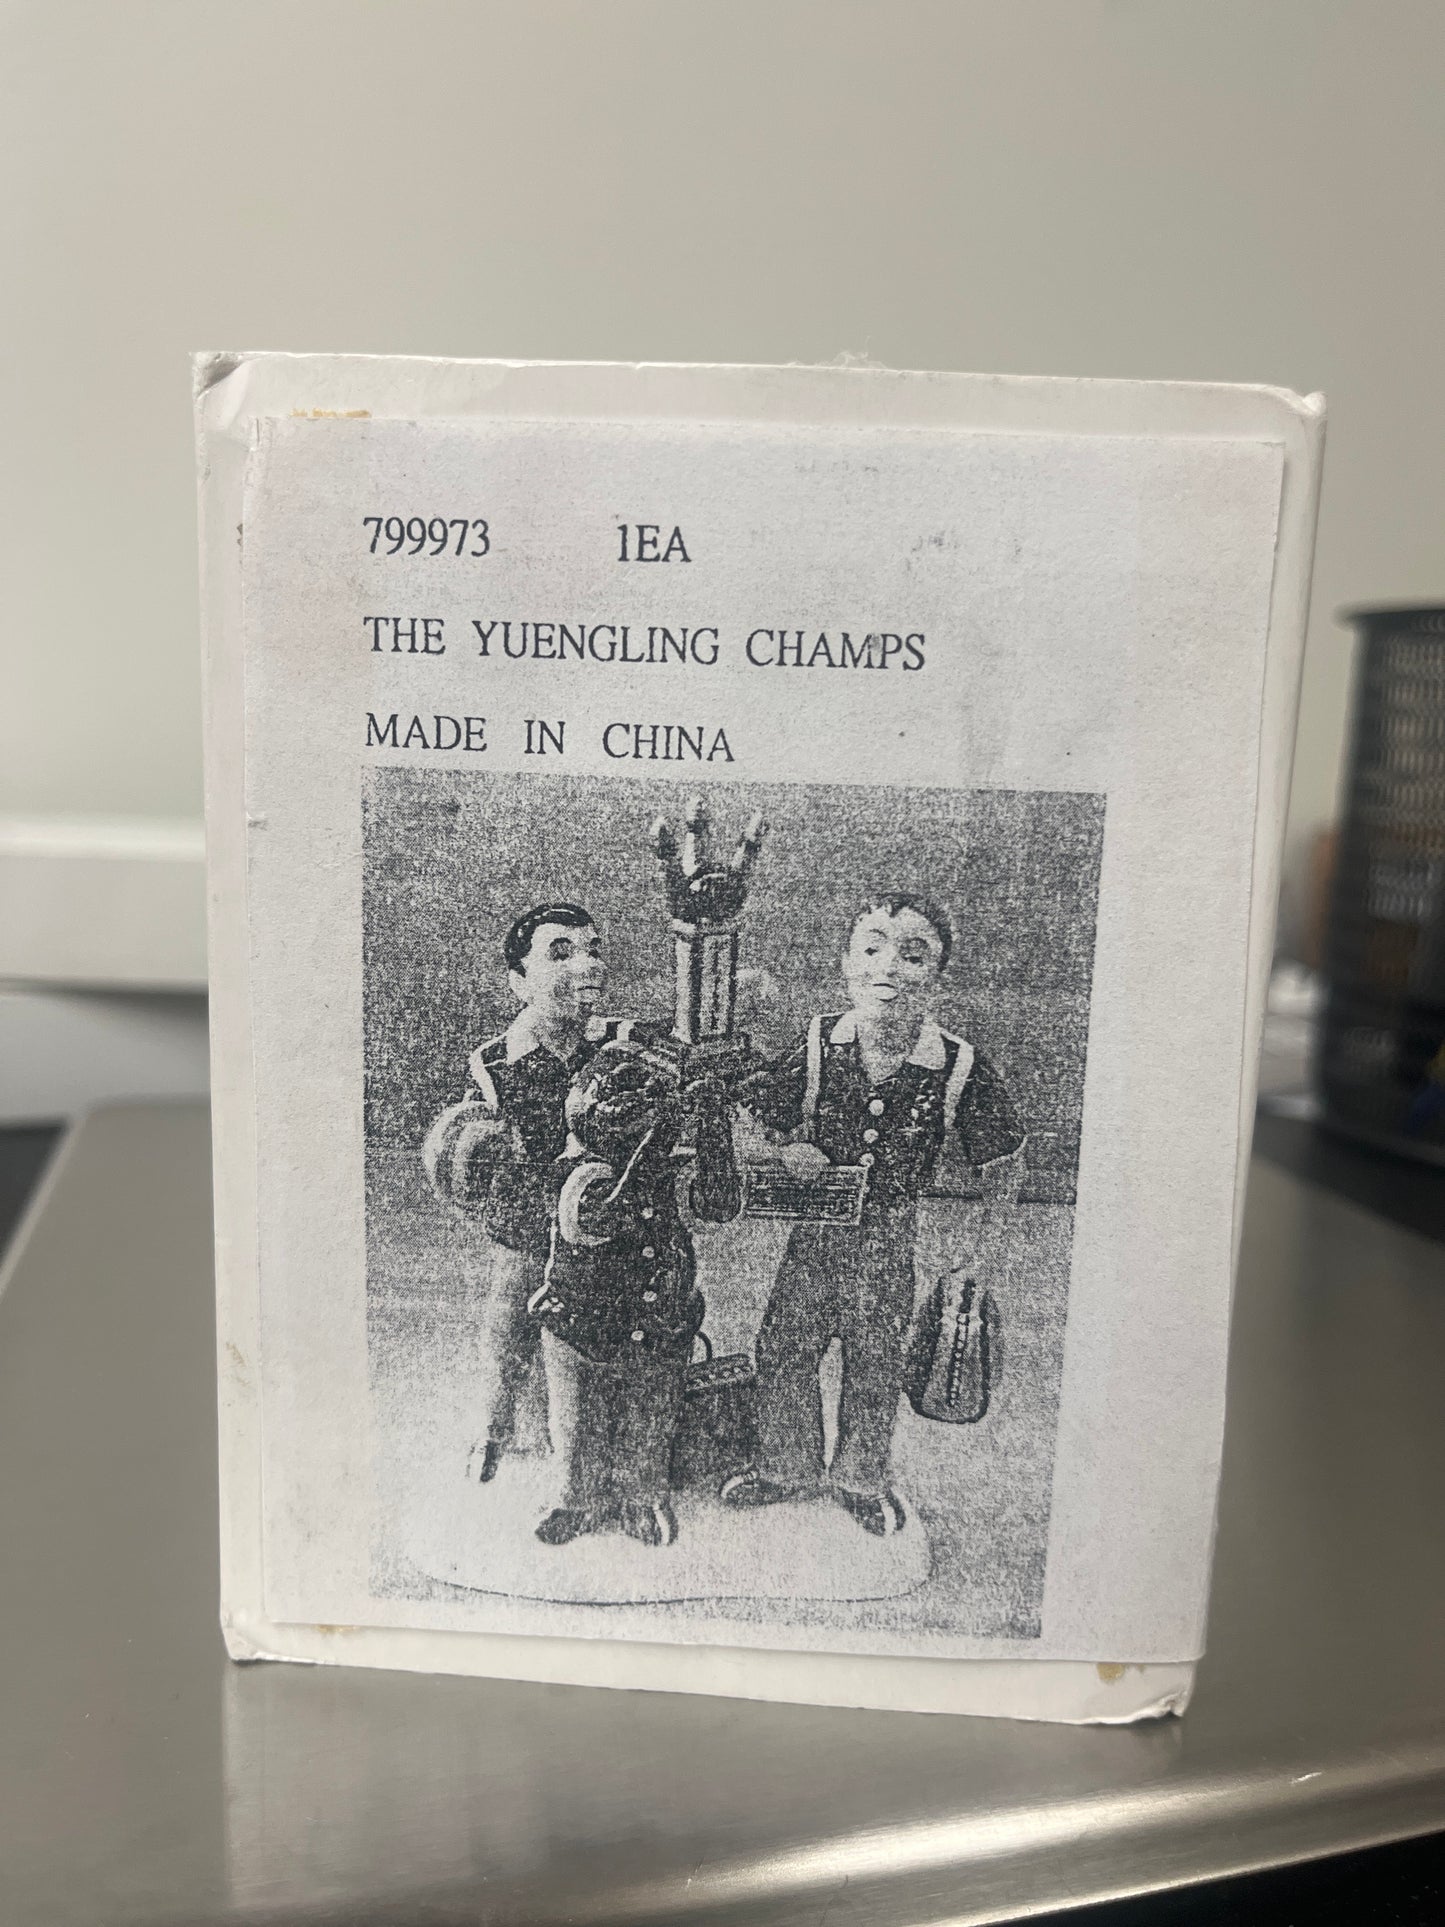 799973 1EA
THE YUENGLING CHAMPS
MADE IN CHINA